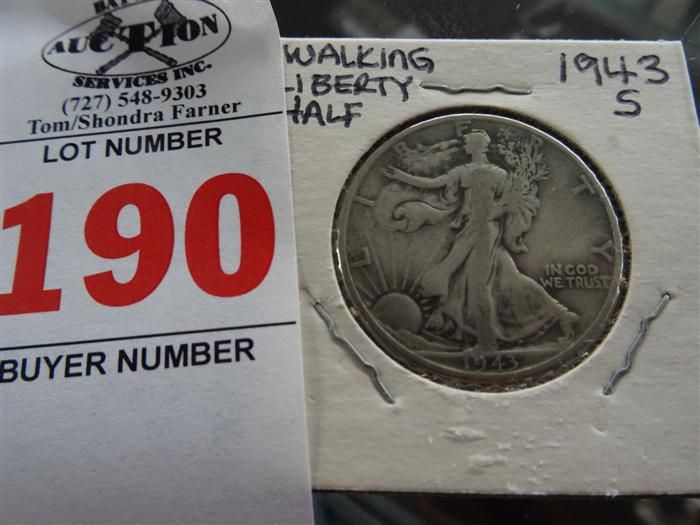 AUCTION
SERVICES INC.
(727) 548-9303
Tom/Shondra Farner
LOT NUMBER
190
BUYER NUMBER
WALKING
LIBERTY
HALF
1943
S
LIBERTY
IN GOD
WE TRUST
1943